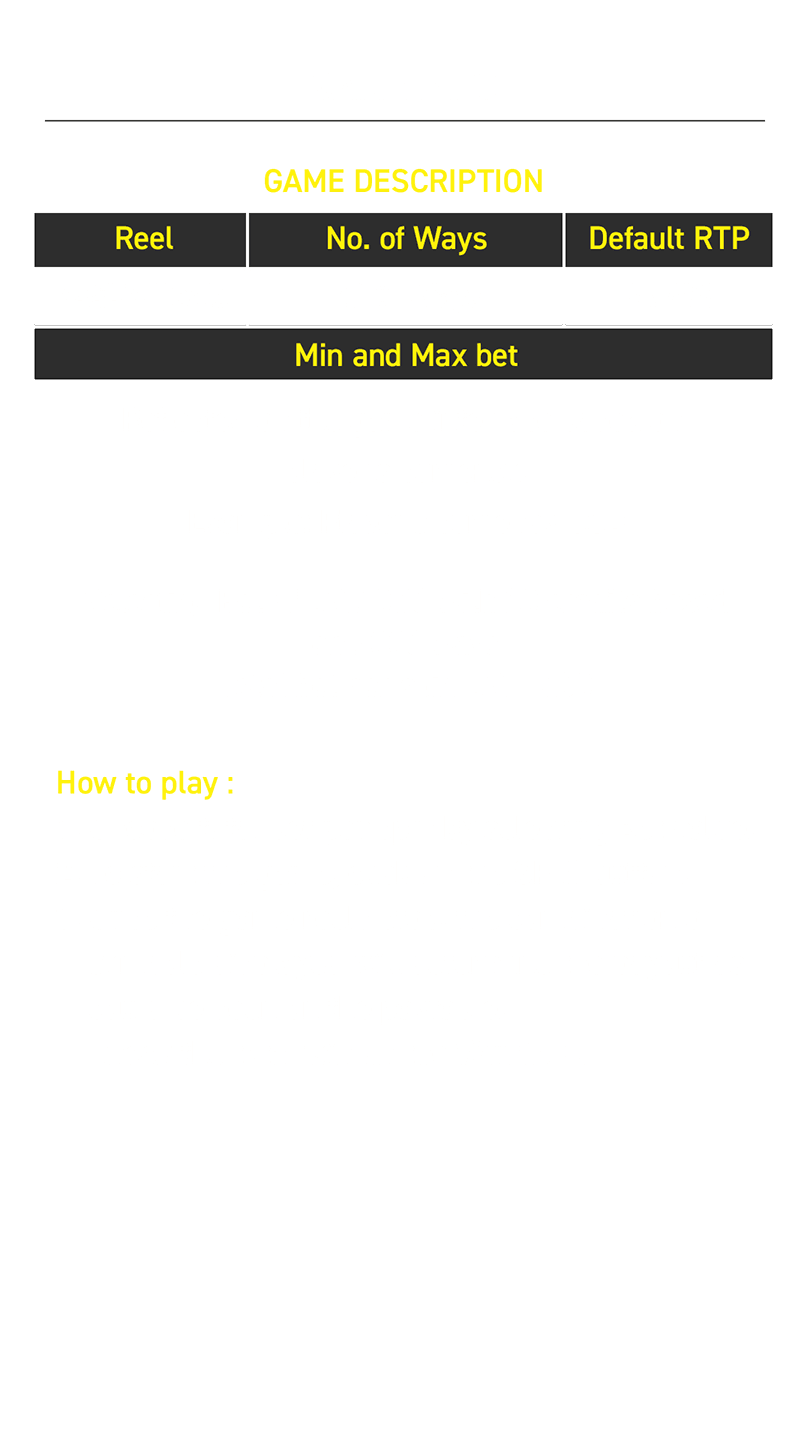 GAME DESCRIPTION
Reel No. of Ways Default RTP
Min and Max bet
How to play :